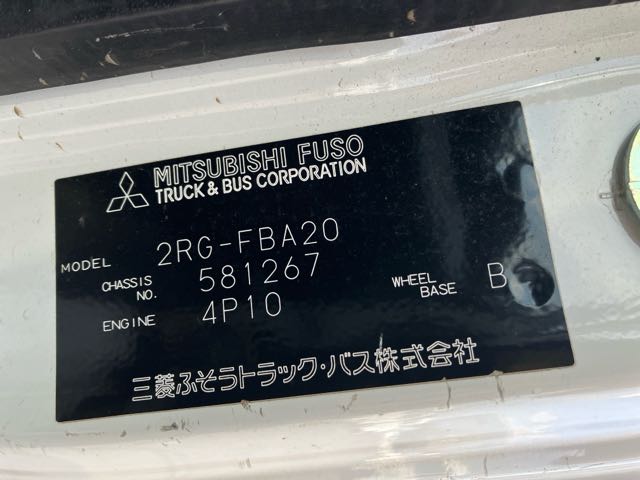 MITSUBISHI FUSO
TRUCK & BUS CORPORATION
MODEL 2RG-FBA20
CHASSIS NO. 581267
ENGINE 4P10 WHEEL BASE B
三菱ふそうトラック・バス株式会社